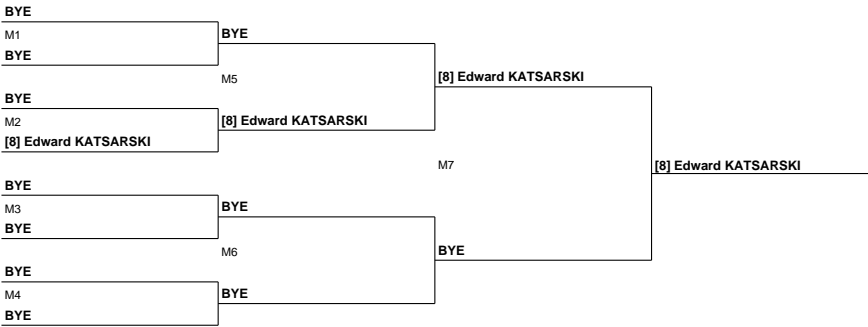 BYE
M1
BYE
BYE
M5
[8] Edward KATSARSKI
BYE
M2
[8] Edward KATSARSKI
[8] Edward KATSARSKI
M7
[8] Edward KATSARSKI
BYE
M3
BYE
BYE
M6
BYE
BYE
M4
BYE
BYE